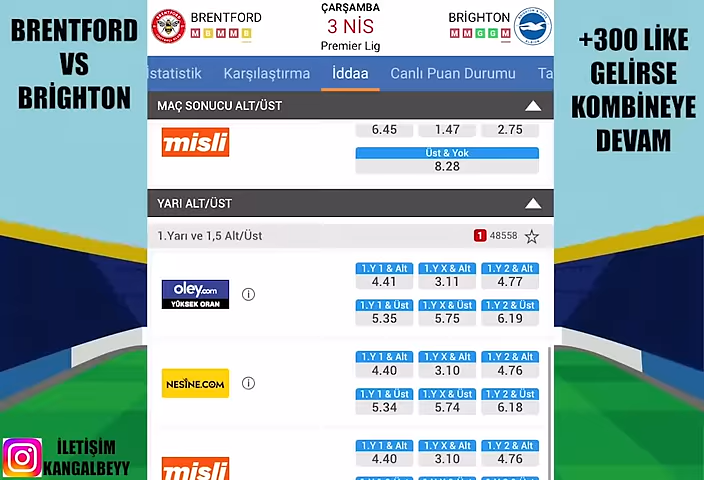 BRENTFORD
VS
BRİGHTON
BRENTFORD
M B M M B
ÇARŞAMBA
3 NİS
Premier Lig
BRİGHTON
M M G G M
+300 LİKE
GELİRSE
KOMBİNEYE
DEVAM
istatistik Karşılaştırma İddaa Canlı Puan Durumu Ta
MAÇ SONUCU ALT/ÜST
misli
6.45 1.47 2.75
Üst & Yok
8.28
YARI ALT/ÜST
1.Yarı ve 1,5 Alt/Üst 1 48558
oley.com
YÜKSEK ORAN
1.Y 1 & Alt 1.Y X & Alt 1.Y 2 & Alt
4.41 3.11 4.77
1.Y 1 & Üst 1.Y X & Üst 1.Y 2 & Üst
5.35 5.75 6.19
NESİNE.COM
1.Y 1 & Alt 1.Y X & Alt 1.Y 2 & Alt
4.40 3.10 4.76
1.Y 1 & Üst 1.Y X & Üst 1.Y 2 & Üst
5.34 5.74 6.18
misli
1.Y 1 & Alt 1.Y X & Alt 1.Y 2 & Alt
4.40 3.10 4.76
İLETİŞİM
KANGALBEYY